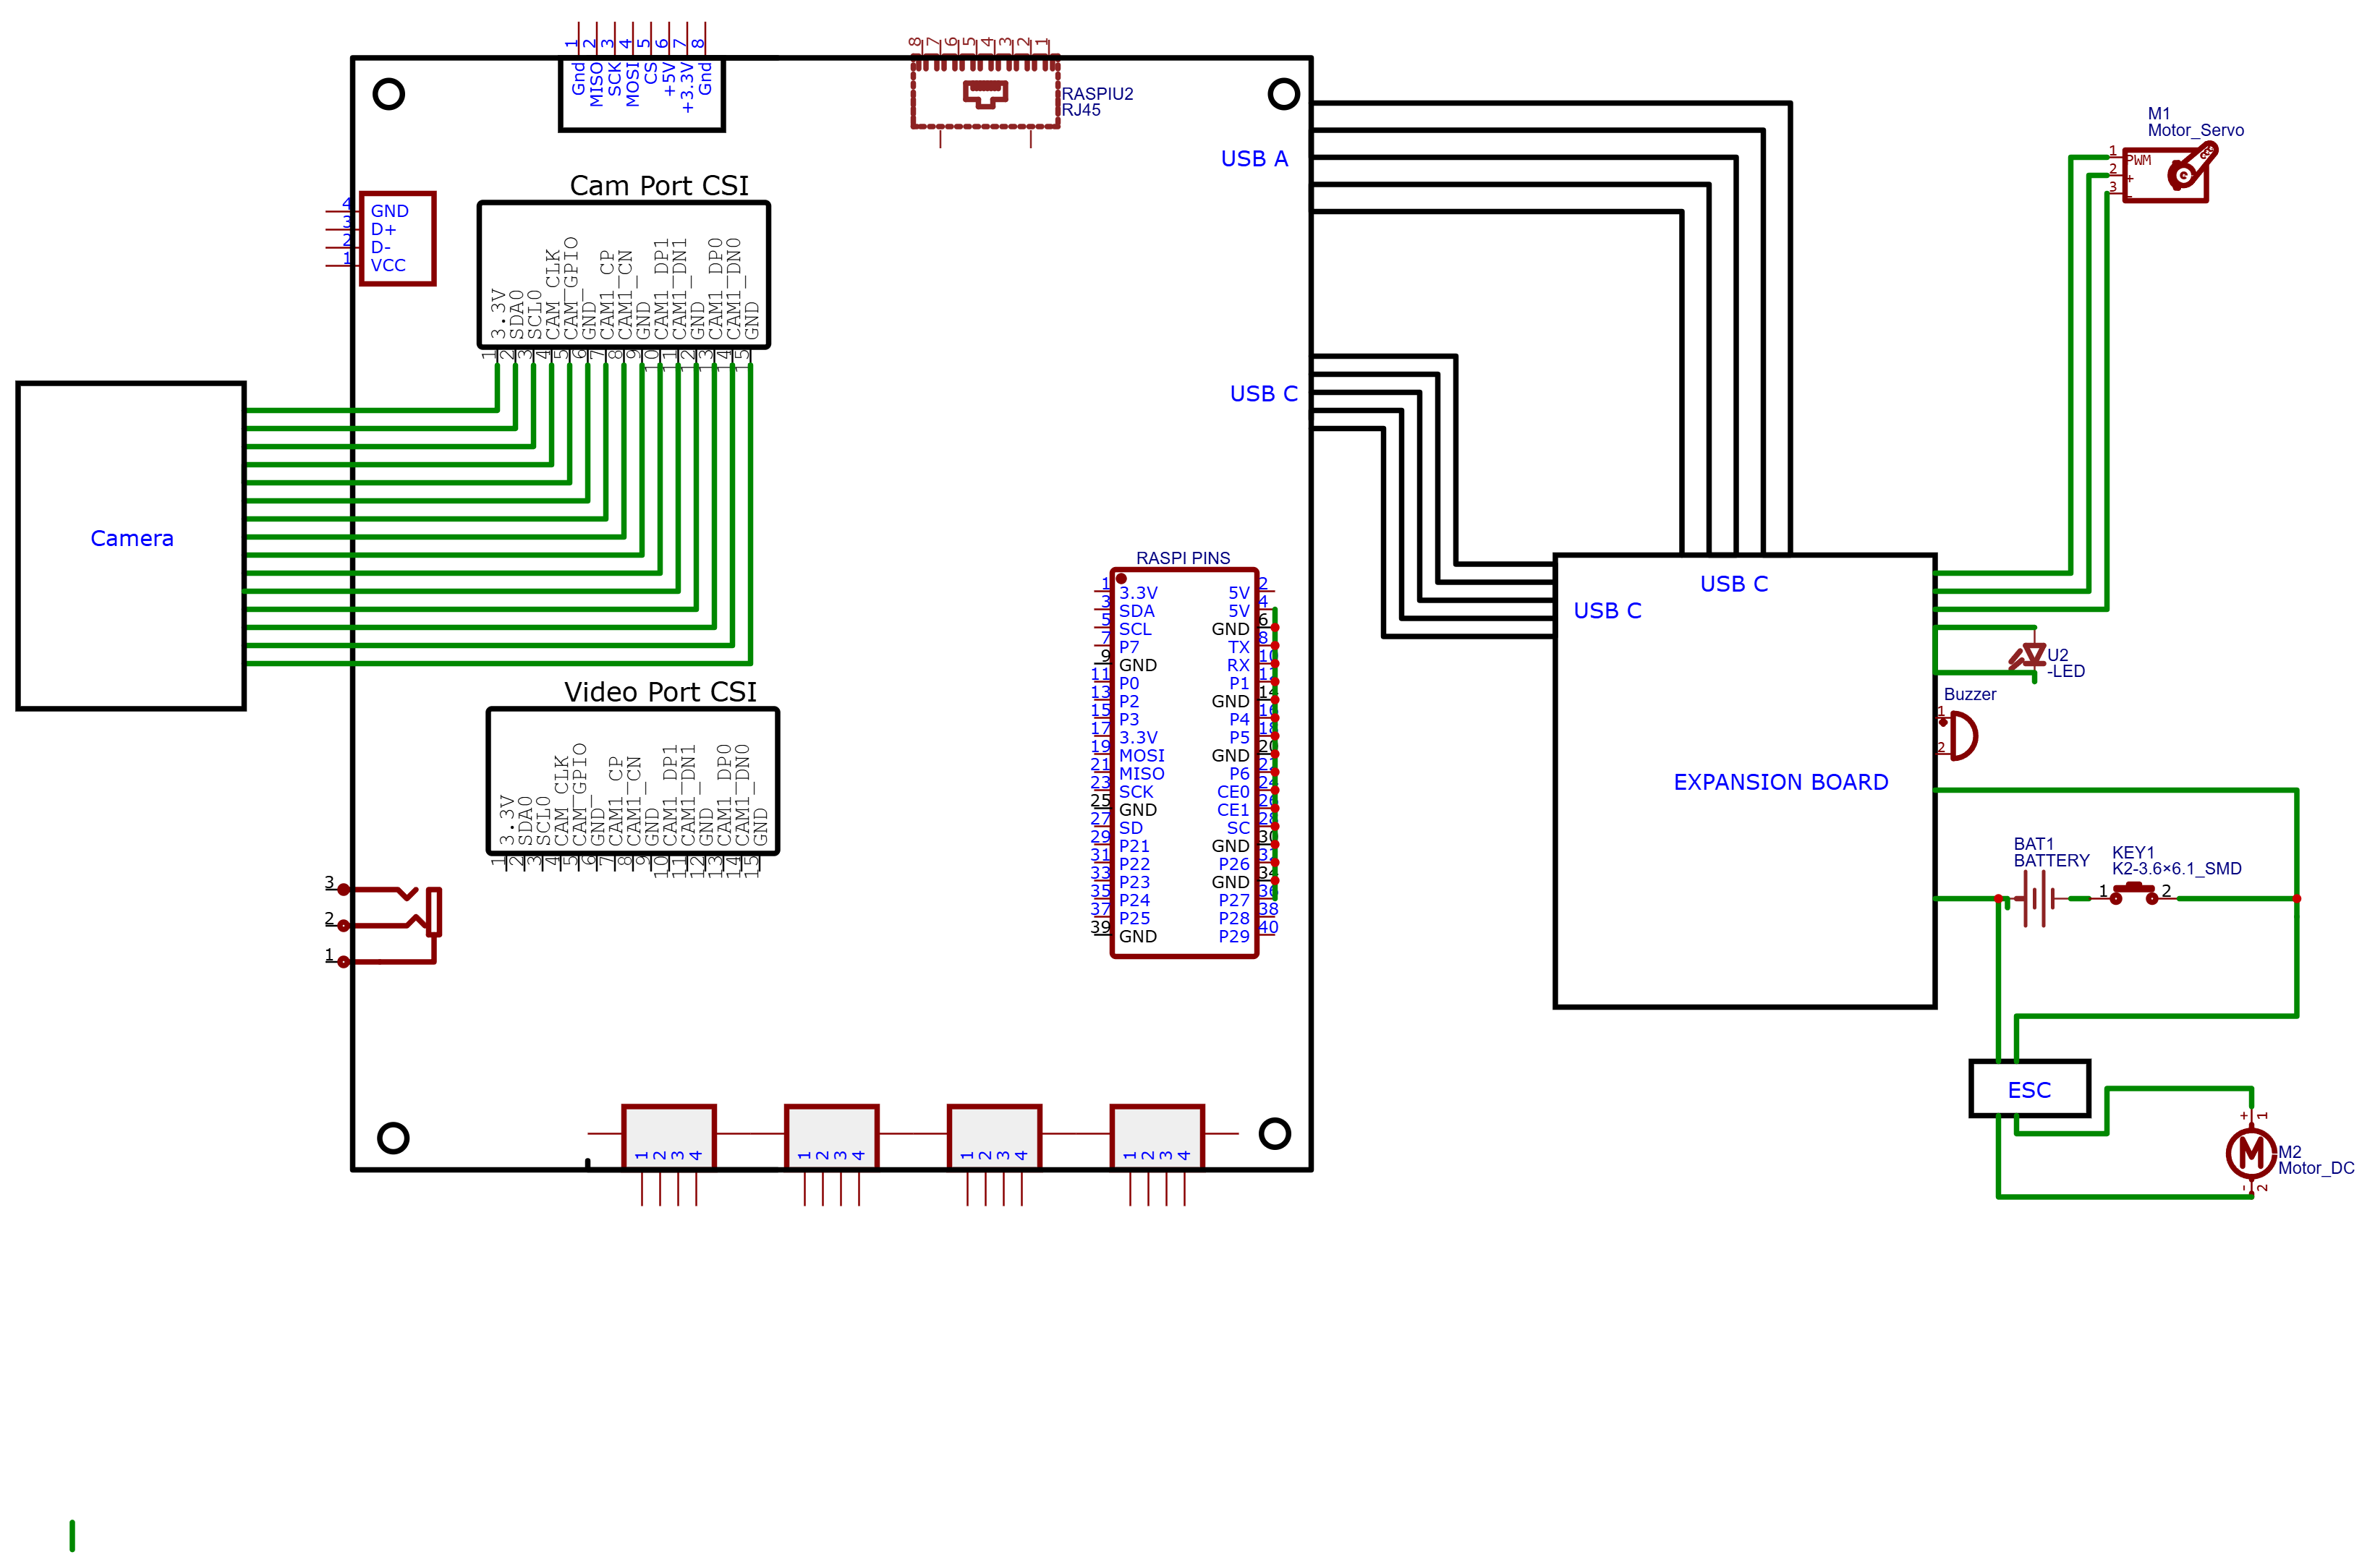 1 2 3 4 5 6 7 8
Gnd MISO SCK MOSI CS +5V +3.3V Gnd
8 7 6 5 4 3 2 1
RASPIU2
RJ45
USB A
M1
Motor_Servo
1 PWM
2 +
3 -
Cam Port CSI
4 GND
3 D+
2 D-
1 VCC
3.3V SDA0 SCL0 CAM_CLK CAM_GPIO GND CAM1_CP CAM1_CN GND CAM1_DP1 CAM1_DN1 GND CAM1_DP0 CAM1_DN0 GND
1 2 3 4 5 6 7 8 9 10 11 12 13 14 15
USB C
Camera
RASPI PINS
1 3.3V 5V 2
3 SDA 5V 4
5 SCL GND 6
7 P7 TX 8
9 GND RX 10
11 P0 P1 12
13 P2 GND 14
15 P3 P4 16
17 3.3V P5 18
19 MOSI GND 20
21 MISO P6 22
23 SCK CE0 24
25 GND CE1 26
27 SD SC 28
29 P21 GND 30
31 P22 P26 32
33 P23 GND 34
35 P24 P27 36
37 P25 P28 38
39 GND P29 40
USB C
USB C
EXPANSION BOARD
U2
-LED
Buzzer
1
2
Video Port CSI
3.3V SDA0 SCL0 CAM_CLK CAM_GPIO GND CAM1_CP CAM1_CN GND CAM1_DP1 CAM1_DN1 GND CAM1_DP0 CAM1_DN0 GND
1 2 3 4 5 6 7 8 9 10 11 12 13 14 15
BAT1
BATTERY
KEY1
K2-3.6×6.1_SMD
1 2
3
2
1
ESC
+ 1
M
M2
Motor_DC
- 2
1 2 3 4
1 2 3 4
1 2 3 4
1 2 3 4